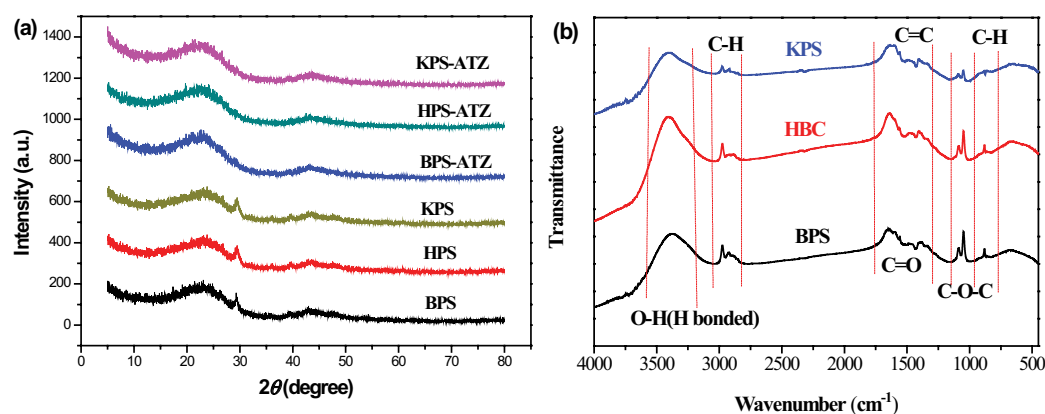 (a)
1400
1200
1000
800
600
400
200
0
Intensity (a.u.)
KPS-ATZ
HPS-ATZ
BPS-ATZ
KPS
HPS
BPS
0 10 20 30 40 50 60 70 80
2θ(degree)
(b)
C-H
C=C
C-H
KPS
HBC
BPS
C=O
C-O-C
O-H(H bonded)
Transmittance
4000 3500 3000 2500 2000 1500 1000 500
Wavenumber (cm-1)